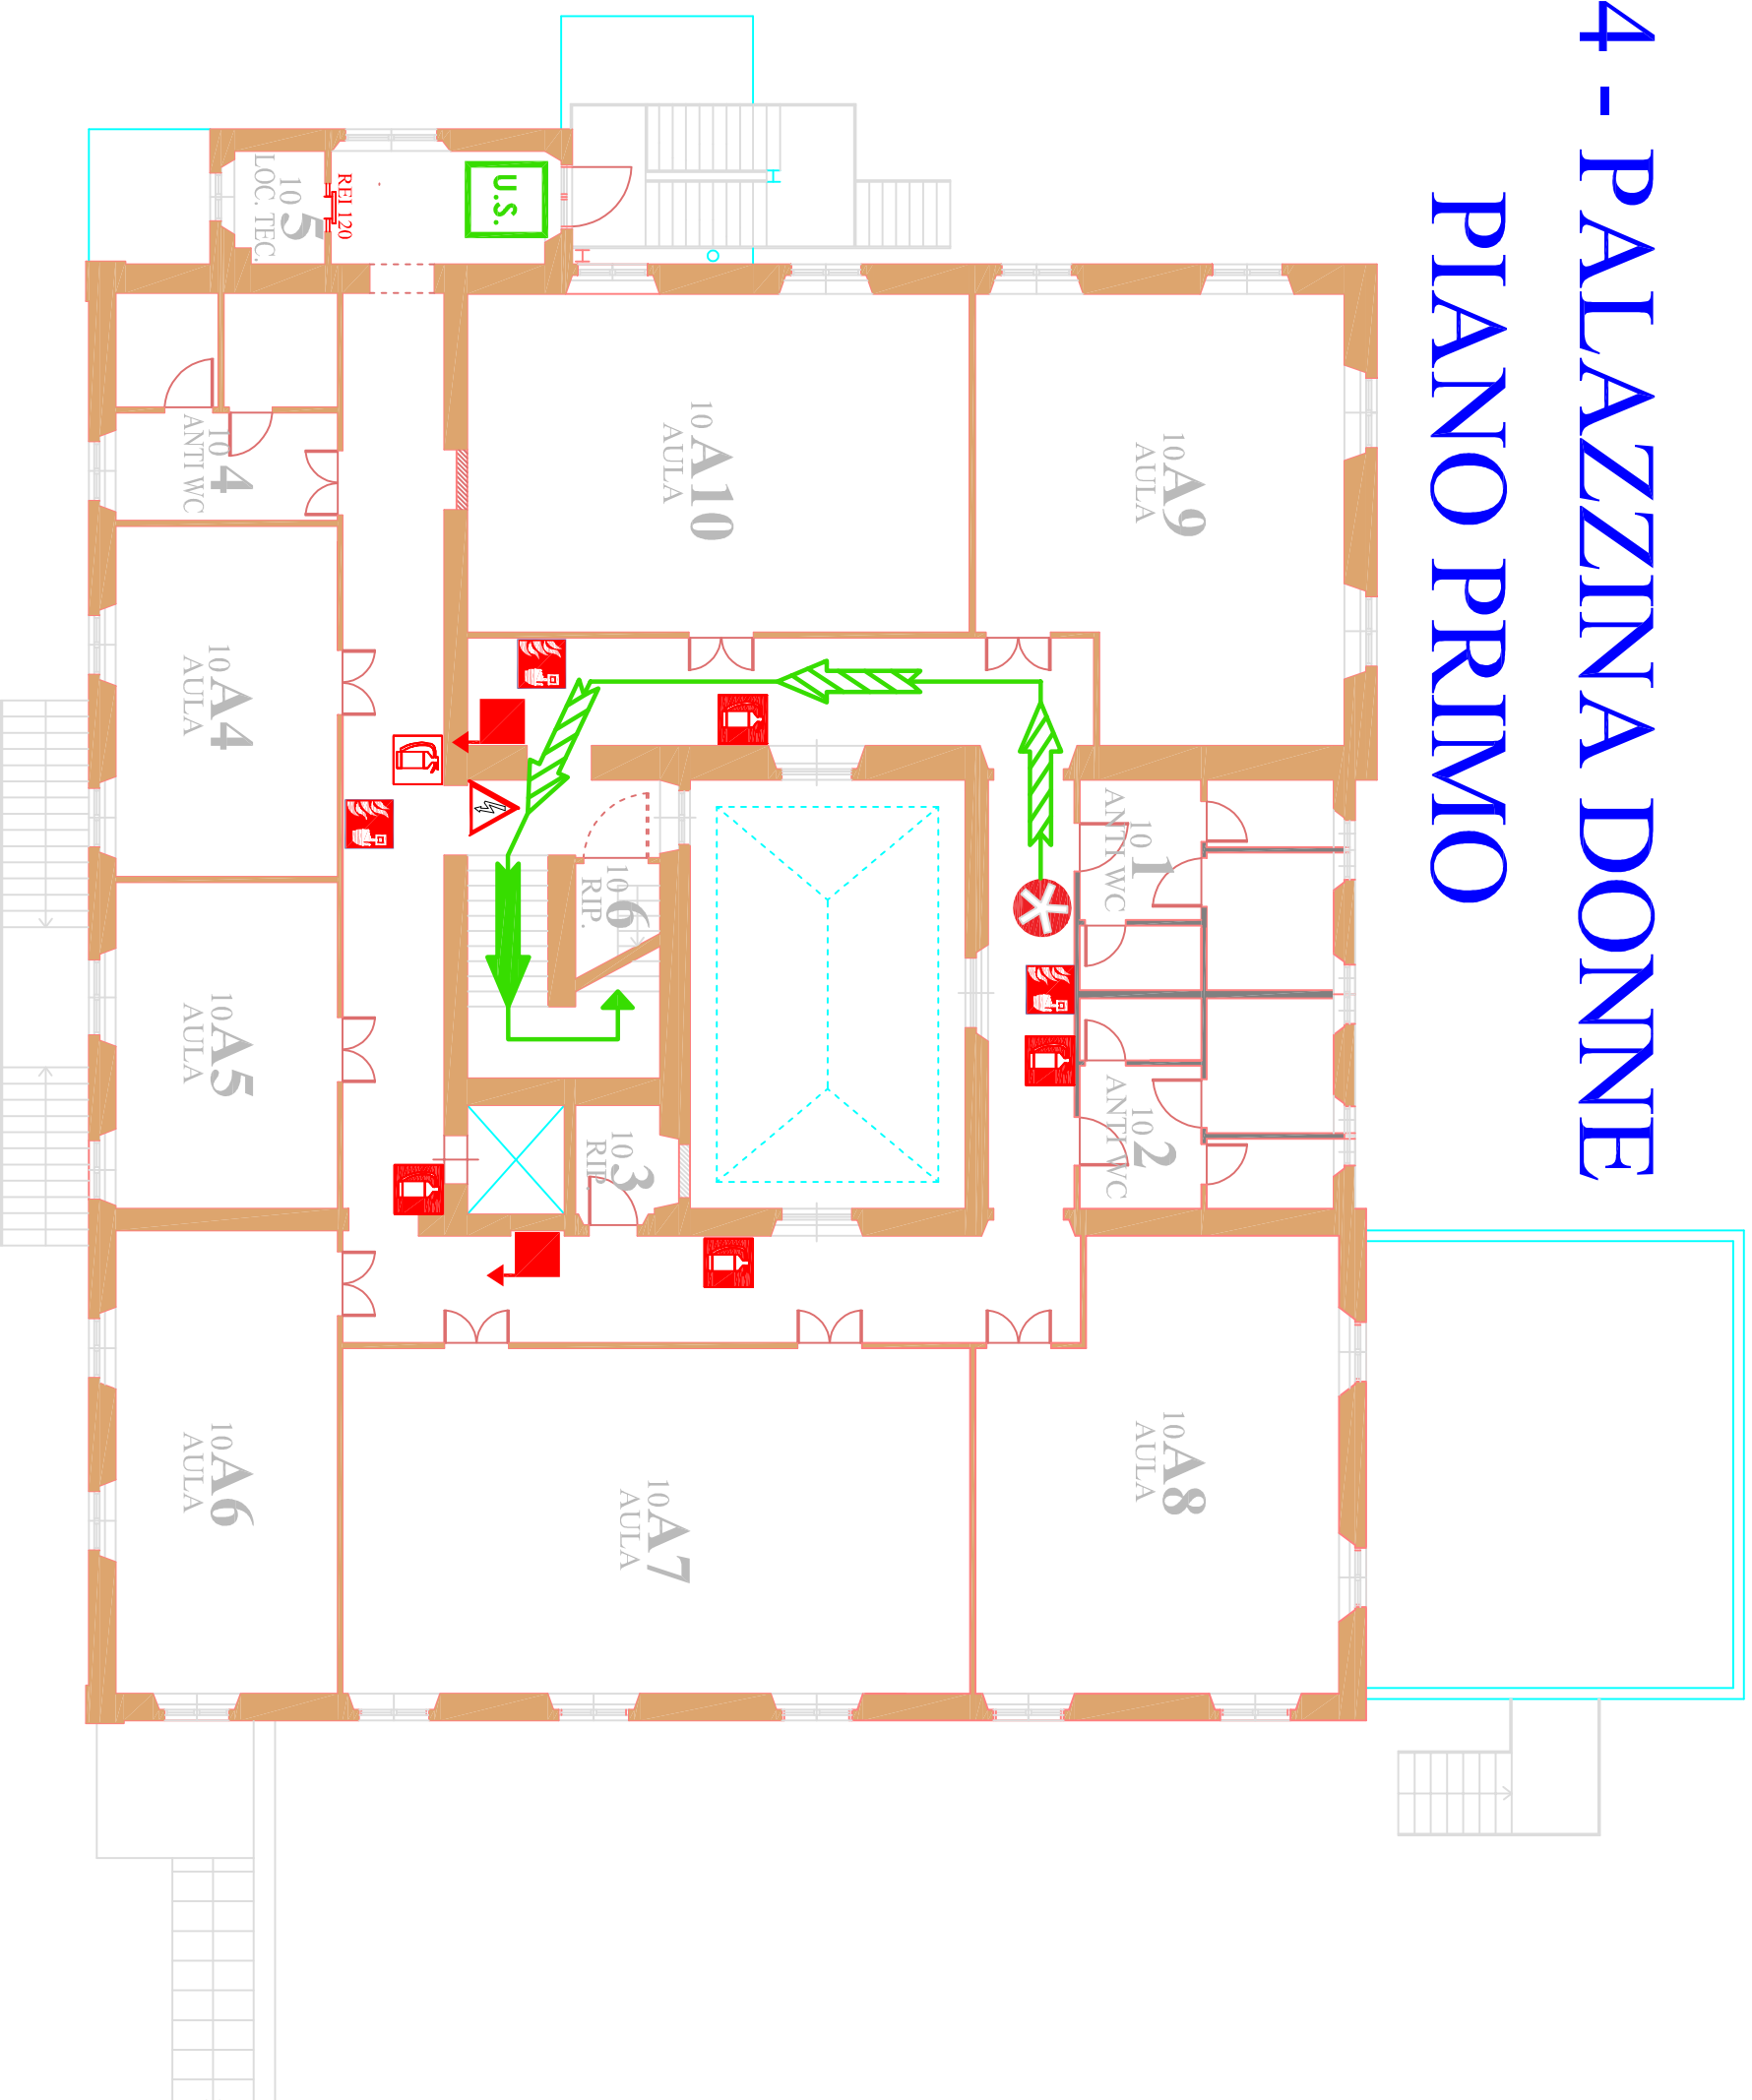 4 - PALAZZINA DONNE
PIANO PRIMO
10 A9
AULA
10 A10
AULA
u.s.
REI 120
10 5
LOC. TEC.
10 4
ANTI WC
10 A4
AULA
10 1
ANTI WC
10 6
RIP.
10 A5
AULA
10 2
ANTI WC
10 3
RIP.
10 A8
AULA
10 A7
AULA
10 A6
AULA